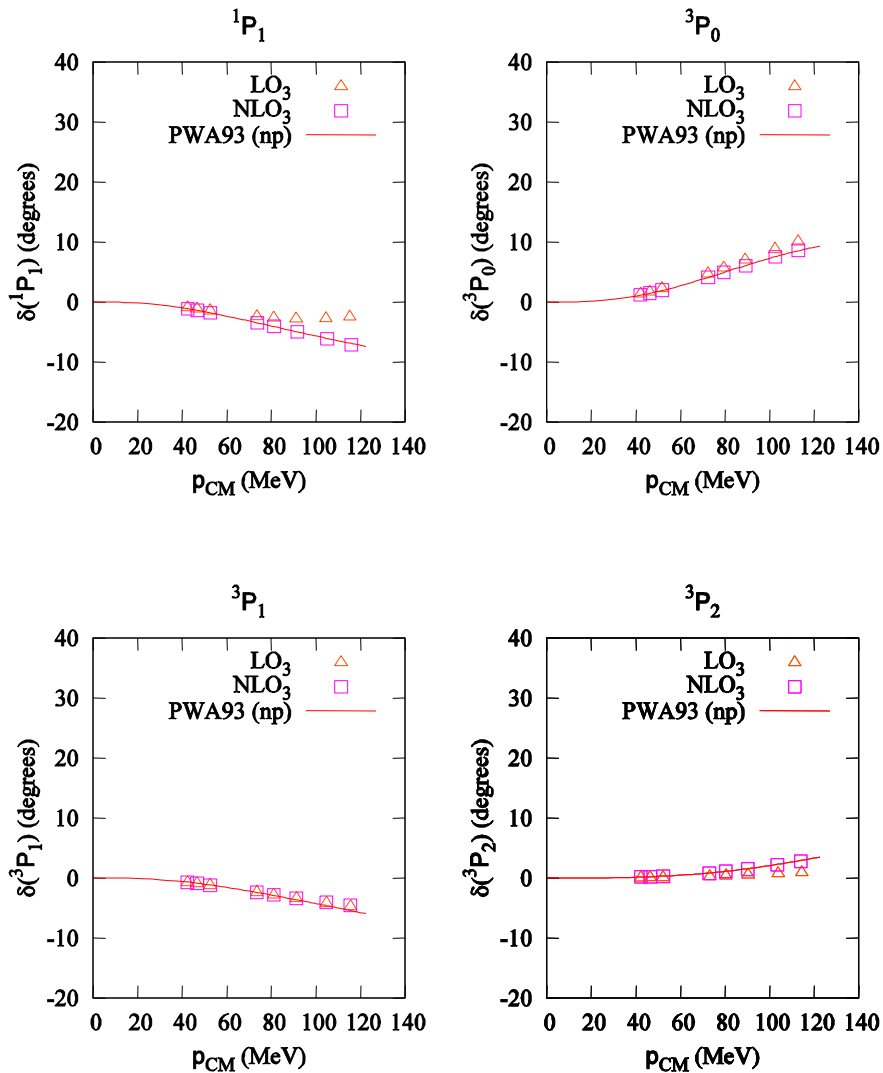 ¹P₁
40
30
20
10
0
-10
-20
δ(¹P₁) (degrees)
LO₃
NLO₃
PWA93 (np)
0 20 40 60 80 100 120 140
p_CM (MeV)
³P₀
40
30
20
10
0
-10
-20
δ(³P₀) (degrees)
LO₃
NLO₃
PWA93 (np)
0 20 40 60 80 100 120 140
p_CM (MeV)
³P₁
40
30
20
10
0
-10
-20
δ(³P₁) (degrees)
LO₃
NLO₃
PWA93 (np)
0 20 40 60 80 100 120 140
p_CM (MeV)
³P₂
40
30
20
10
0
-10
-20
δ(³P₂) (degrees)
LO₃
NLO₃
PWA93 (np)
0 20 40 60 80 100 120 140
p_CM (MeV)